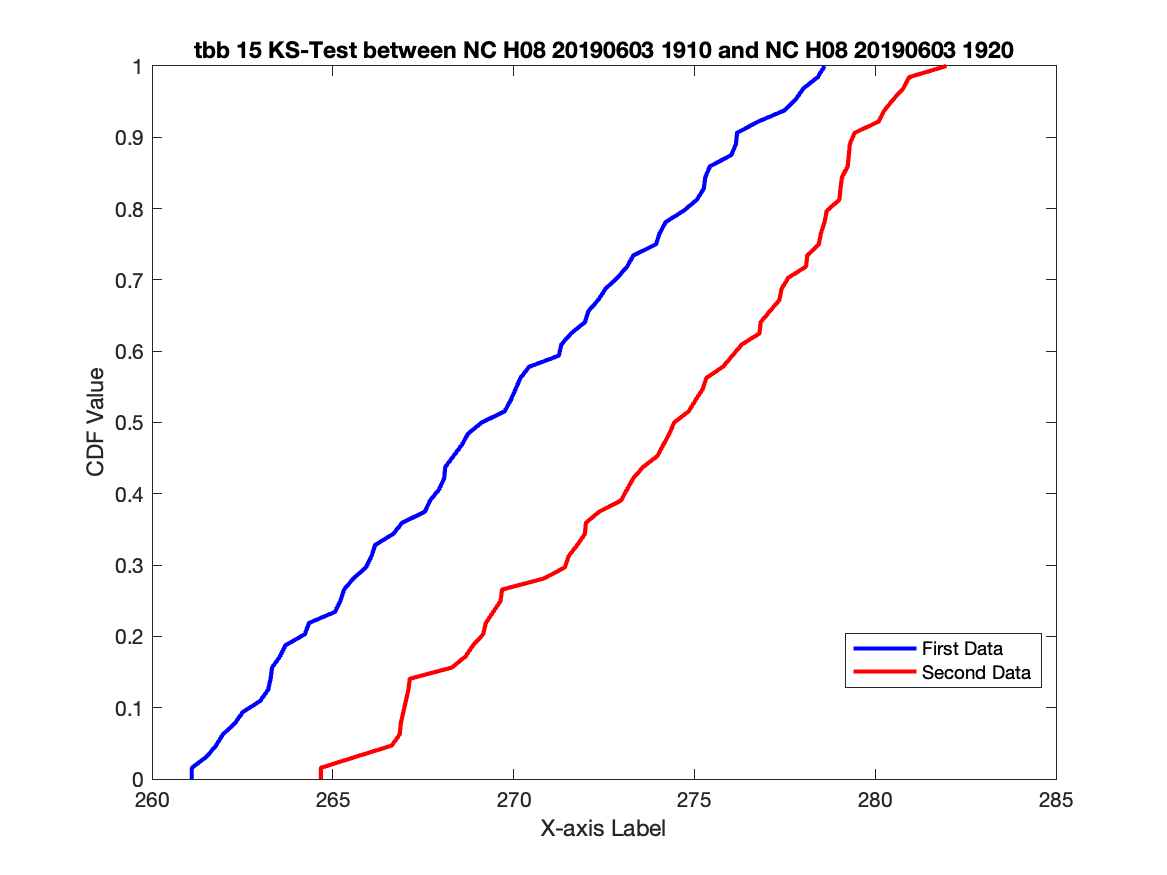 tbb 15 KS-Test between NC H08 20190603 1910 and NC H08 20190603 1920
1
0.9
0.8
0.7
0.6
0.5
0.4
0.3
0.2
0.1
0
CDF Value
First Data
Second Data
260 265 270 275 280 285
X-axis Label